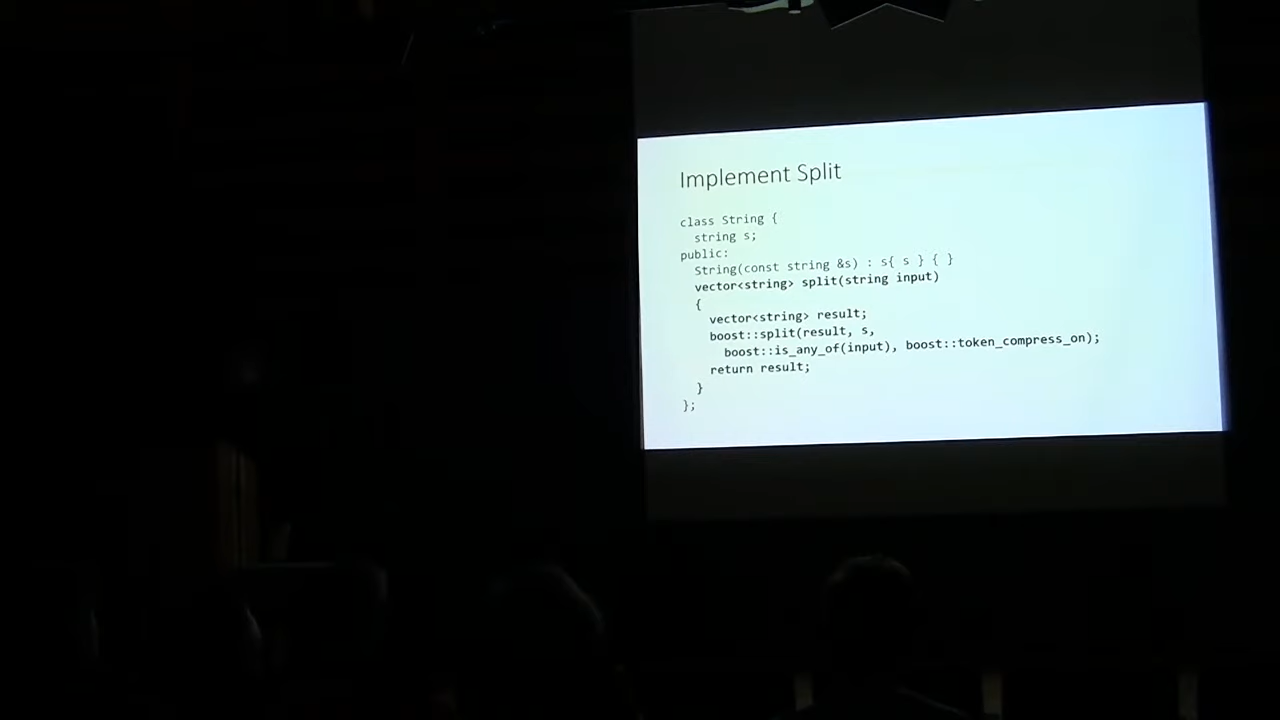 Implement Split
class String {
string s;
public:
String(const string &s) : s{ s } { }
vector<string> split(string input)
{
vector<string> result;
boost::split(result, s,
boost::is_any_of(input), boost::token_compress_on);
return result;
}
};